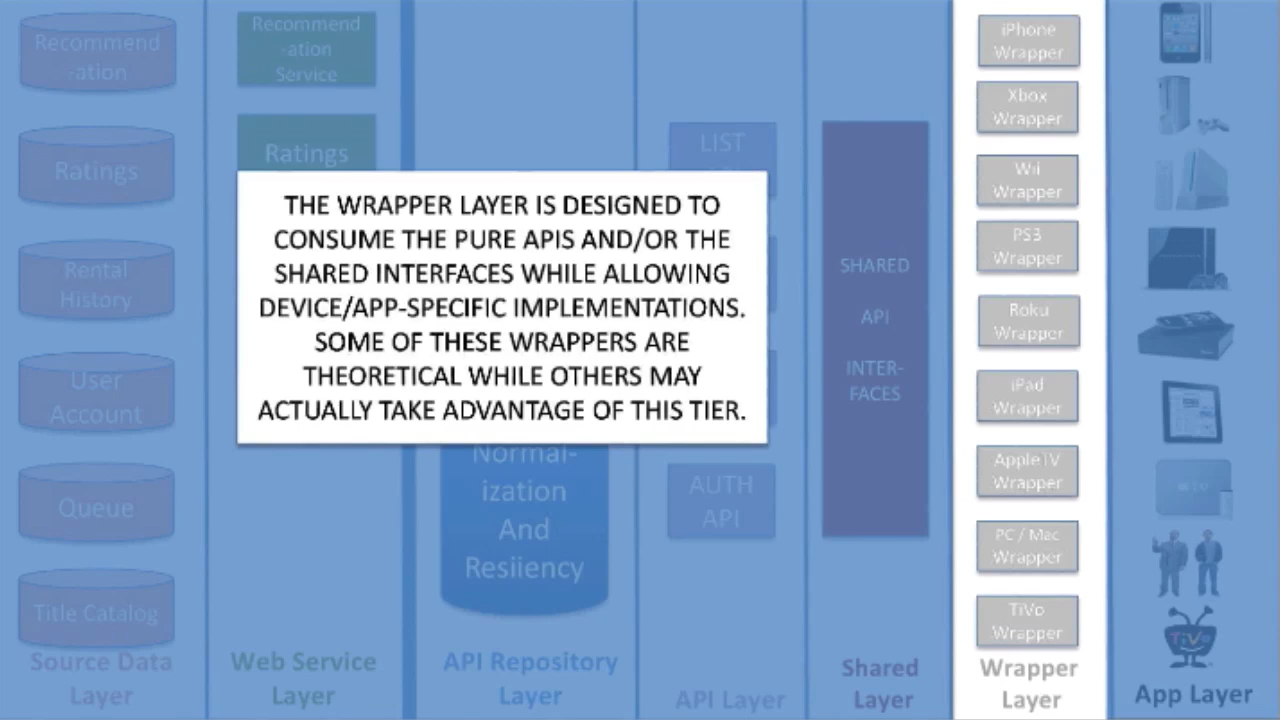 Recommend
-ation
Ratings
Rental
History
User
Account
Queue
Title Catalog
Source Data
Layer
Recommend
-ation
Service
Ratings
Web Service
Layer
THE WRAPPER LAYER IS DESIGNED TO
CONSUME THE PURE APIS AND/OR THE
SHARED INTERFACES WHILE ALLOWING
DEVICE/APP-SPECIFIC IMPLEMENTATIONS.
SOME OF THESE WRAPPERS ARE
THEORETICAL WHILE OTHERS MAY
ACTUALLY TAKE ADVANTAGE OF THIS TIER.
Normal-
ization
And
Resiiency
API Repository
Layer
LIST
AUTH
API
API Layer
SHARED
API
INTER-
FACES
Shared
Layer
iPhone
Wrapper
Xbox
Wrapper
Wii
Wrapper
PS3
Wrapper
Roku
Wrapper
iPad
Wrapper
AppleTV
Wrapper
PC / Mac
Wrapper
TiVo
Wrapper
Wrapper
Layer
TiVo
App Layer